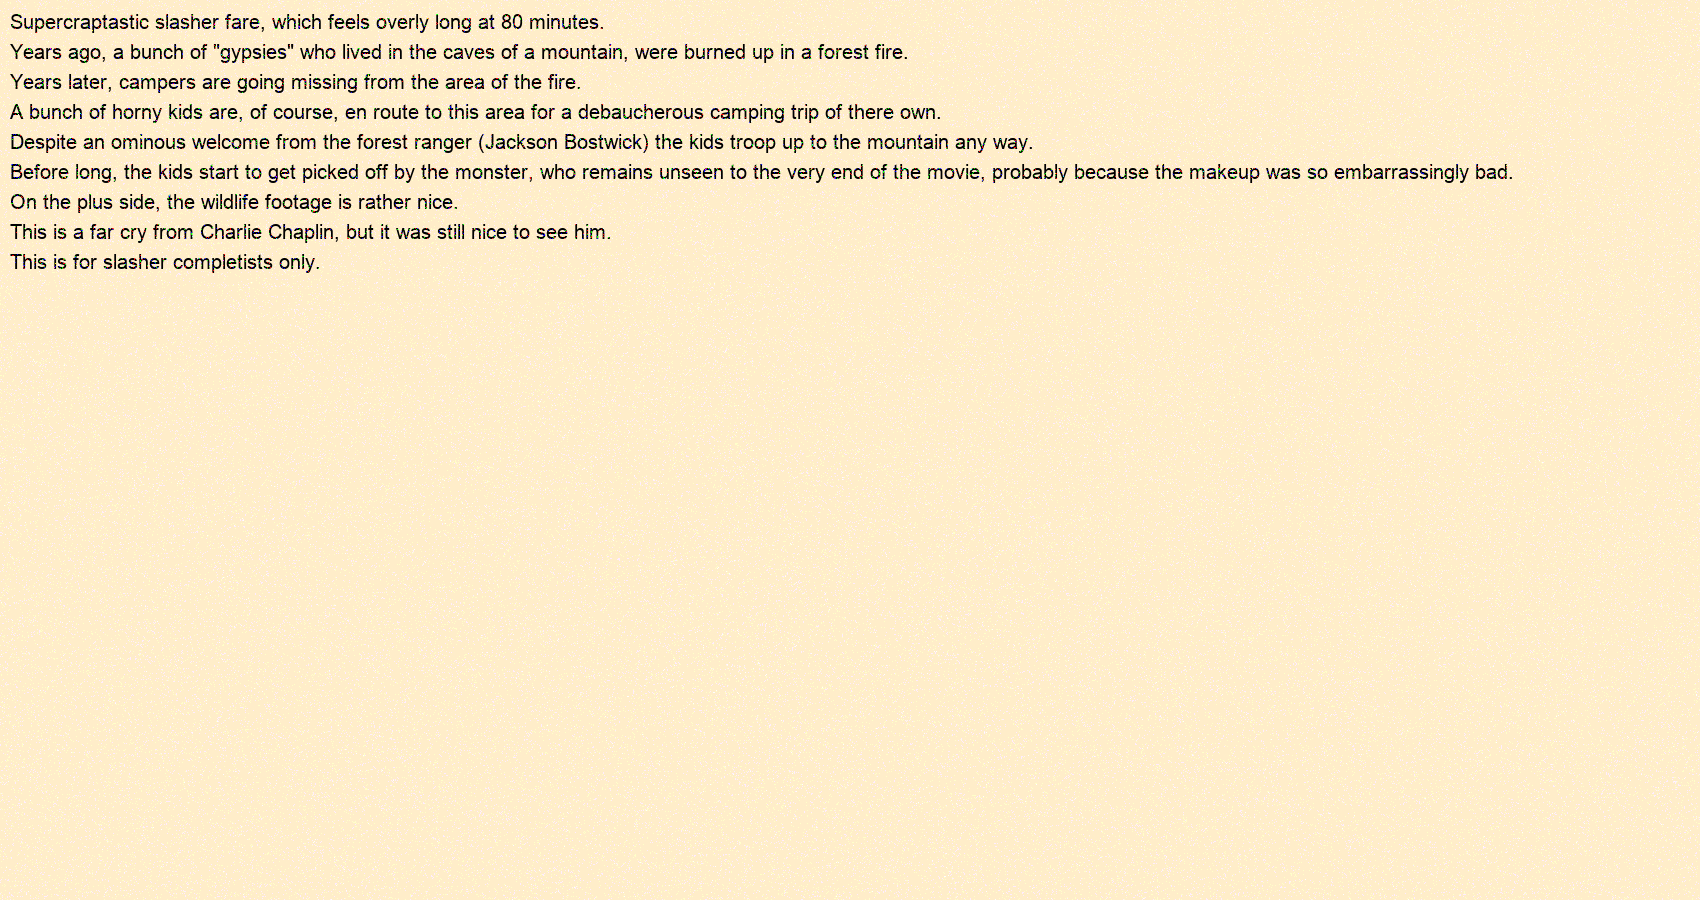 Supercraptastic slasher fare, which feels overly long at 80 minutes.
Years ago, a bunch of "gypsies" who lived in the caves of a mountain, were burned up in a forest fire.
Years later, campers are going missing from the area of the fire.
A bunch of horny kids are, of course, en route to this area for a debaucherous camping trip of there own.
Despite an ominous welcome from the forest ranger (Jackson Bostwick) the kids troop up to the mountain any way.
Before long, the kids start to get picked off by the monster, who remains unseen to the very end of the movie, probably because the makeup was so embarrassingly bad.
On the plus side, the wildlife footage is rather nice.
This is a far cry from Charlie Chaplin, but it was still nice to see him.
This is for slasher completists only.